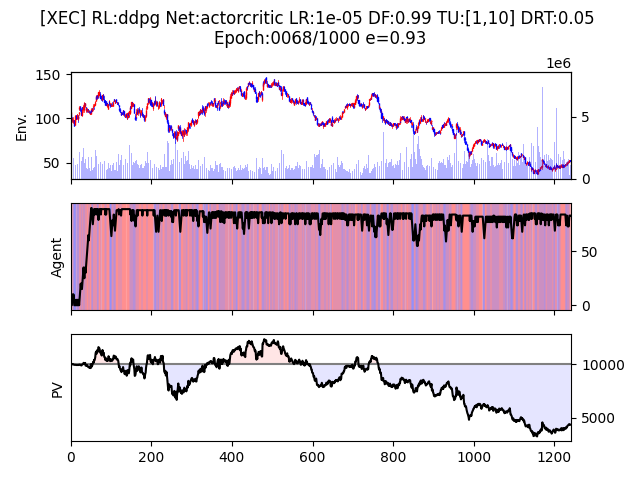 [XEC] RL:ddpg Net:actorcritic LR:1e-05 DF:0.99 TU:[1,10] DRT:0.05
Epoch:0068/1000 e=0.93
1e6
150
100
50
Env.
5
0
Agent
50
0
PV
10000
5000
0 200 400 600 800 1000 1200